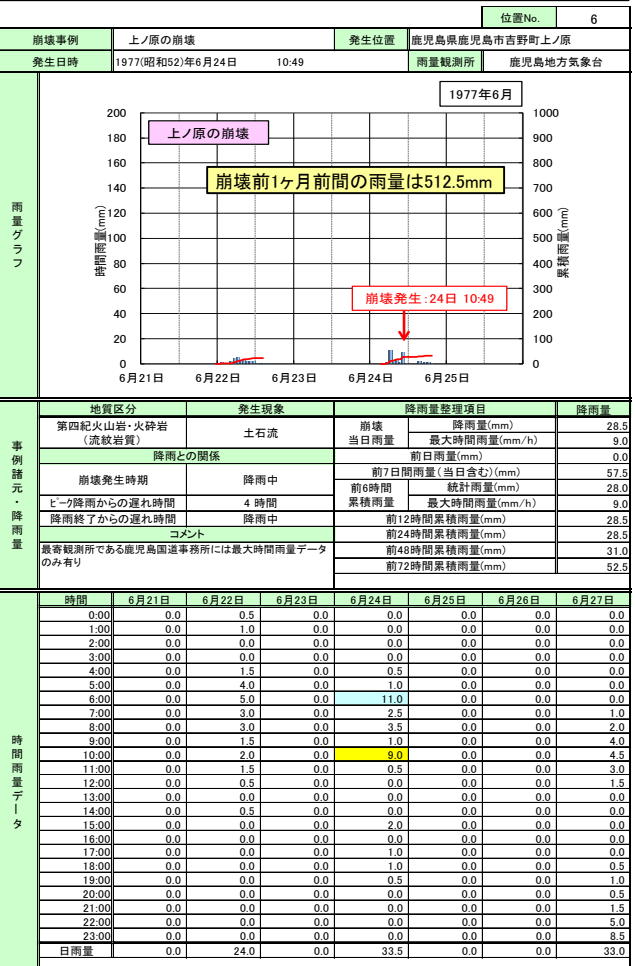 位置No. 6
崩壊事例 上ノ原の崩壊 発生位置 鹿児島県鹿児島市吉野町上ノ原
発生日時 1977(昭和52)年6月24日 10:49 雨量観測所 鹿児島地方気象台
雨量グラフ
1977年6月
上ノ原の崩壊
崩壊前1ヶ月前間の雨量は512.5mm
崩壊発生:24日 10:49
時間雨量(mm)
200
180
160
140
120
100
80
60
40
20
0
累積雨量(mm)
1000
900
800
700
600
500
400
300
200
100
0
6月21日 6月22日 6月23日 6月24日 6月25日
事例諸元・降雨量
地質区分 発生現象 降雨量整理項目 降雨量
第四紀火山岩・火砕岩
(流紋岩質)
土石流
崩壊
当日雨量
降雨量(mm) 28.5
最大時間雨量(mm/h) 9.0
降雨との関係 前日雨量(mm) 0.0
崩壊発生時期 降雨中 前7日間雨量(当日含む)(mm) 57.5
前6時間
累積雨量
統計雨量(mm) 28.0
ピーク降雨からの遅れ時間 4 時間 最大時間雨量(mm/h) 9.0
降雨終了からの遅れ時間 降雨中 前12時間累積雨量(mm) 28.5
コメント 前24時間累積雨量(mm) 28.5
最寄観測所である鹿児島国道事務所には最大時間雨量データ
のみ有り
前48時間累積雨量(mm) 31.0
前72時間累積雨量(mm) 52.5
時間雨量データ
時間 6月21日 6月22日 6月23日 6月24日 6月25日 6月26日 6月27日
0:00 0.0 0.5 0.0 0.0 0.0 0.0 0.0
1:00 0.0 1.0 0.0 0.0 0.0 0.0 0.0
2:00 0.0 0.0 0.0 0.0 0.0 0.0 0.0
3:00 0.0 0.0 0.0 0.0 0.0 0.0 0.0
4:00 0.0 1.5 0.0 0.5 0.0 0.0 0.0
5:00 0.0 4.0 0.0 1.0 0.0 0.0 0.0
6:00 0.0 5.0 0.0 11.0 0.0 0.0 0.0
7:00 0.0 3.0 0.0 2.5 0.0 0.0 1.0
8:00 0.0 3.0 0.0 3.5 0.0 0.0 2.0
9:00 0.0 1.5 0.0 1.0 0.0 0.0 4.0
10:00 0.0 2.0 0.0 9.0 0.0 0.0 4.5
11:00 0.0 1.5 0.0 0.5 0.0 0.0 3.0
12:00 0.0 0.5 0.0 0.0 0.0 0.0 1.5
13:00 0.0 0.0 0.0 0.0 0.0 0.0 0.0
14:00 0.0 0.5 0.0 0.0 0.0 0.0 0.0
15:00 0.0 0.0 0.0 2.0 0.0 0.0 0.0
16:00 0.0 0.0 0.0 0.0 0.0 0.0 0.0
17:00 0.0 0.0 0.0 1.0 0.0 0.0 0.0
18:00 0.0 0.0 0.0 1.0 0.0 0.0 0.5
19:00 0.0 0.0 0.0 0.5 0.0 0.0 1.0
20:00 0.0 0.0 0.0 0.0 0.0 0.0 0.5
21:00 0.0 0.0 0.0 0.0 0.0 0.0 1.5
22:00 0.0 0.0 0.0 0.0 0.0 0.0 5.0
23:00 0.0 0.0 0.0 0.0 0.0 0.0 8.5
日雨量 0.0 24.0 0.0 33.5 0.0 0.0 33.0